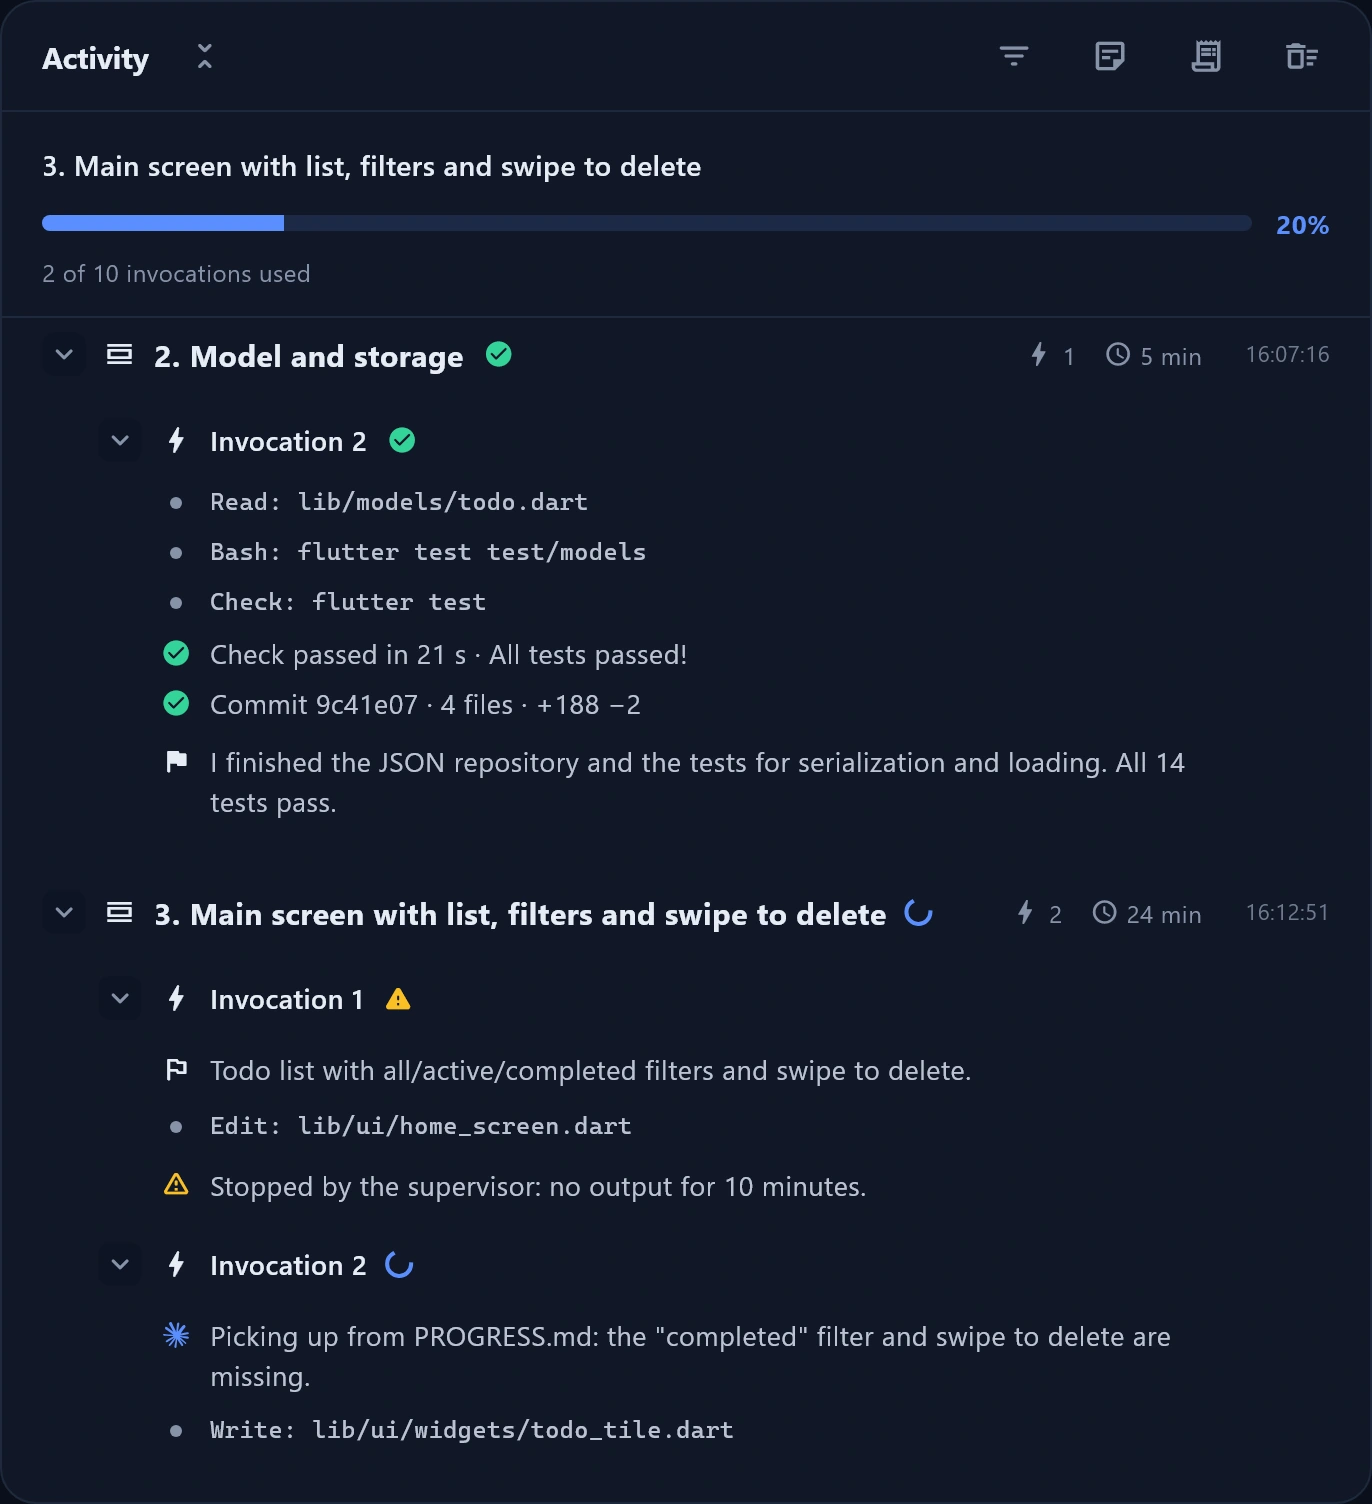 Activity
3. Main screen with list, filters and swipe to delete
20%
2 of 10 invocations used
2. Model and storage 1 5 min 16:07:16
Invocation 2
Read: lib/models/todo.dart
Bash: flutter test test/models
Check: flutter test
Check passed in 21 s · All tests passed!
Commit 9c41e07 · 4 files · +188 −2
I finished the JSON repository and the tests for serialization and loading. All 14
tests pass.
3. Main screen with list, filters and swipe to delete 2 24 min 16:12:51
Invocation 1
Todo list with all/active/completed filters and swipe to delete.
Edit: lib/ui/home_screen.dart
Stopped by the supervisor: no output for 10 minutes.
Invocation 2
Picking up from PROGRESS.md: the "completed" filter and swipe to delete are
missing.
Write: lib/ui/widgets/todo_tile.dart